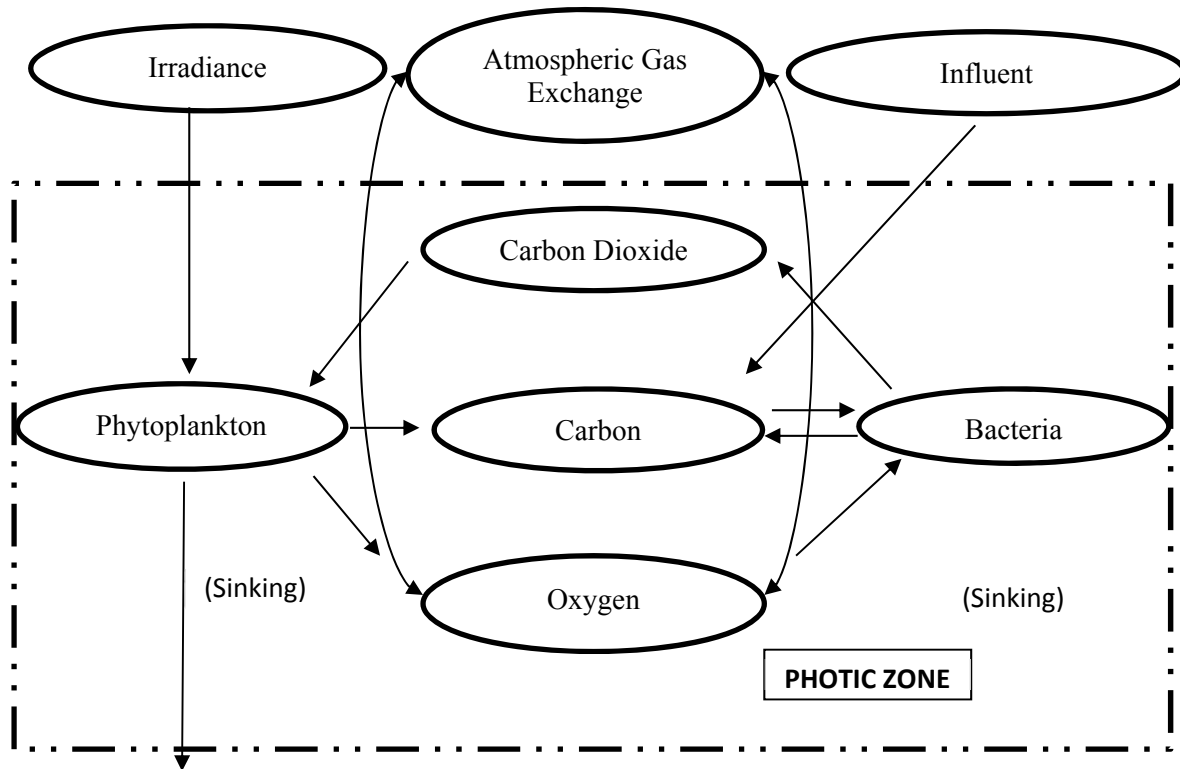 Irradiance
Atmospheric Gas
Exchange
Influent
Carbon Dioxide
Phytoplankton
Carbon
Bacteria
(Sinking)
Oxygen
(Sinking)
PHOTIC ZONE